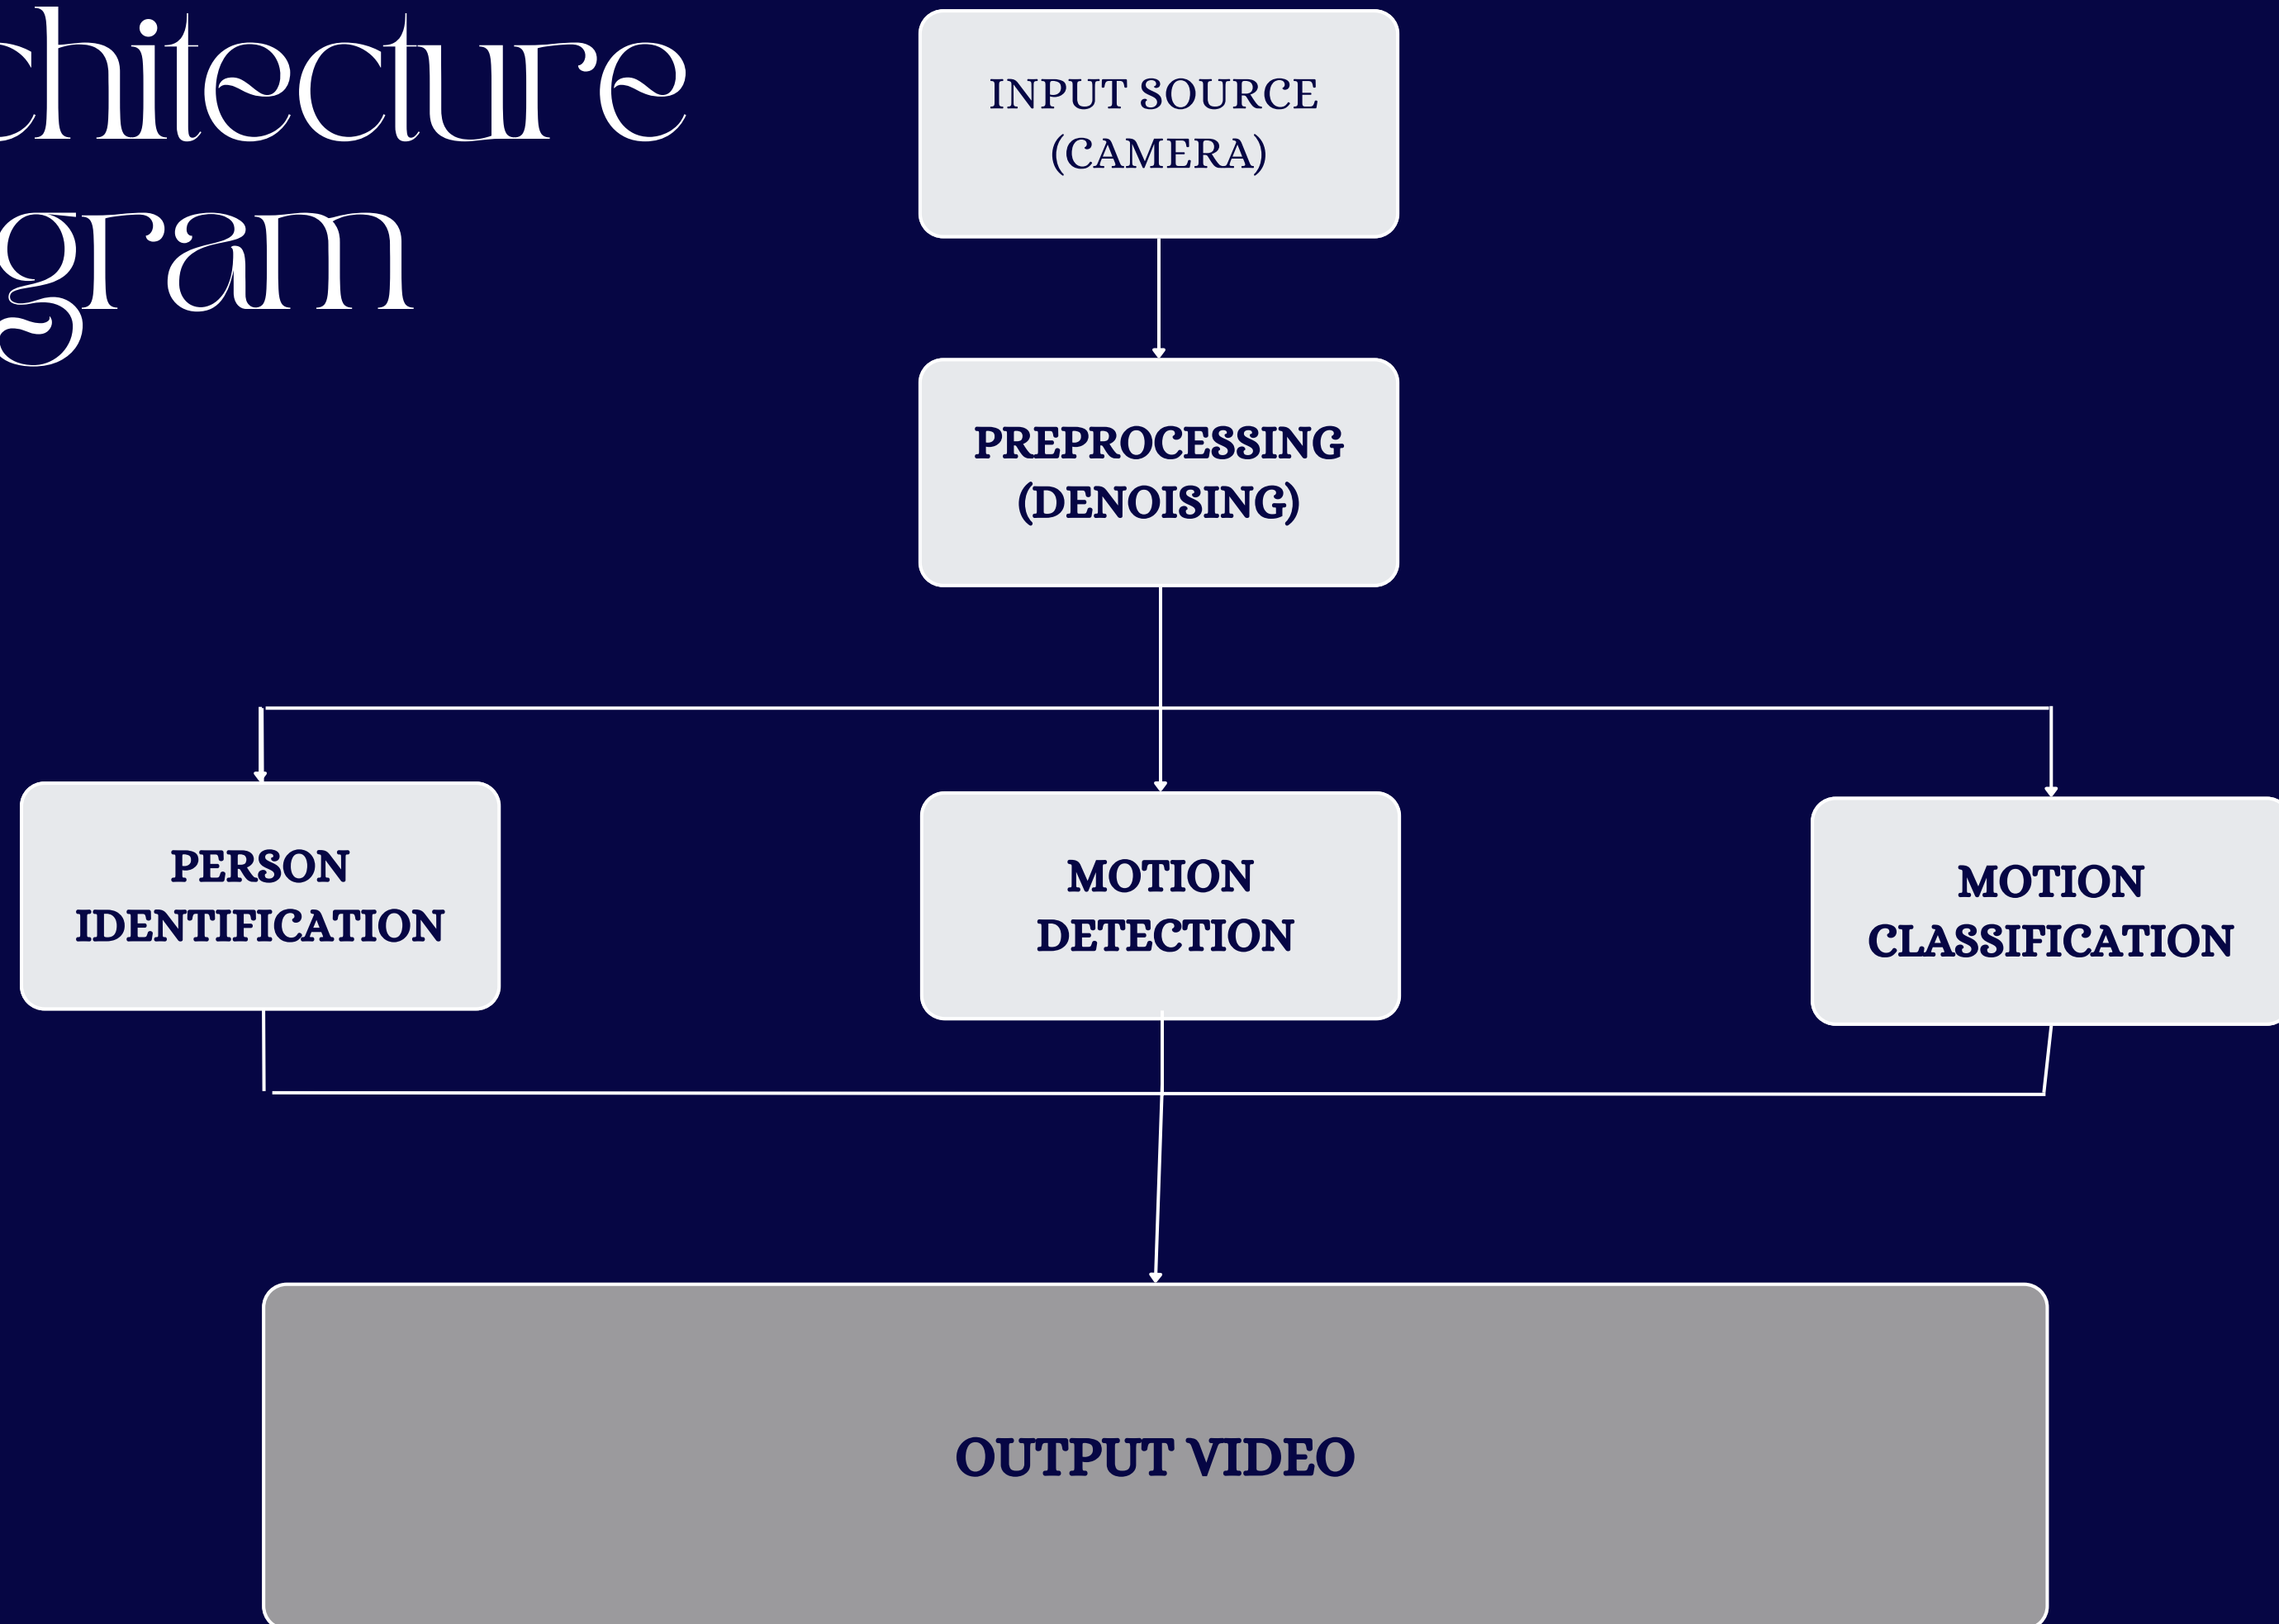 chitecture
gram
INPUT SOURCE
(CAMERA)
PREPROCESSING
(DENOISING)
PERSON
IDENTIFICATION
MOTION
DETECTION
MOTION
CLASSIFICATION
OUTPUT VIDEO